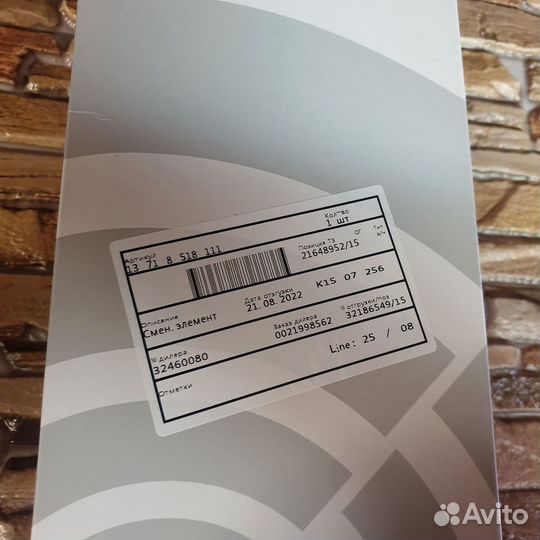 Артикул
13 71 8 518 111
Кол-во
1 шт
Позиция ТЗ
21648952/15
ОГ
Тип
з/ч
Описание
Смен. элемент
Дата отгрузки
21.08.2022
K15 07 256
№ дилера
32460080
Заказ дилера
0021998562
№ отгрузки/поз
32186549/15
Отметки
Line: 25 / 08
Avito